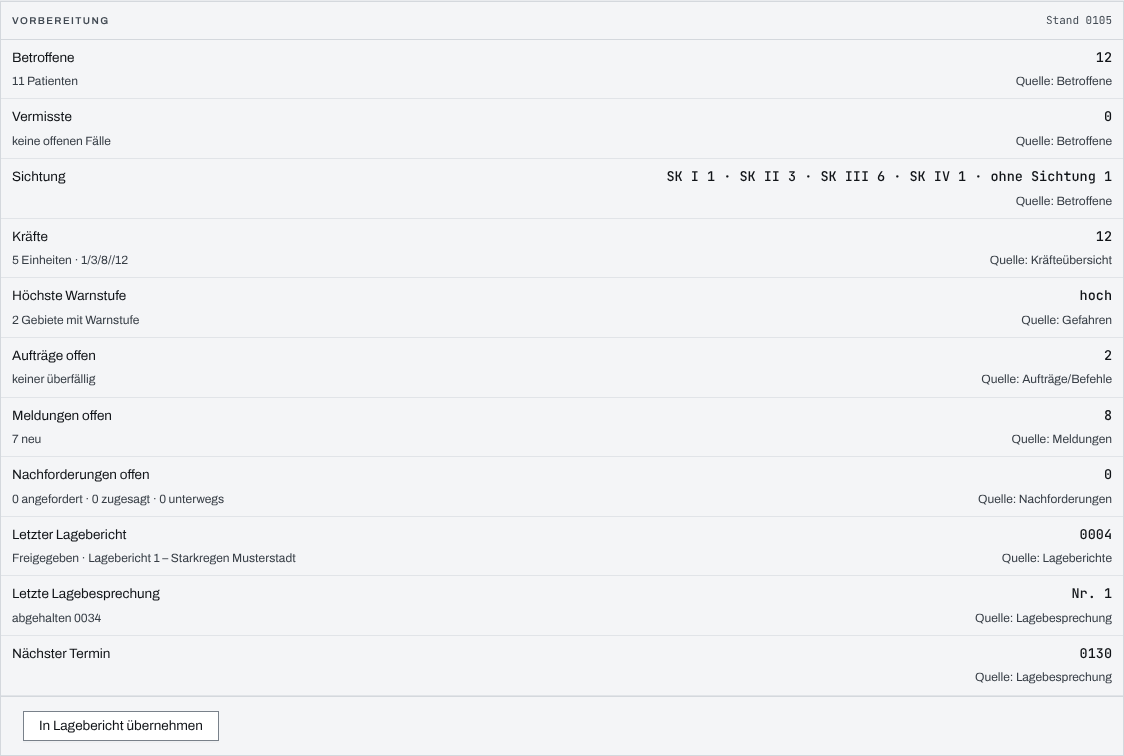 VORBEREITUNG Stand 0105
Betroffene 12
11 Patienten Quelle: Betroffene
Vermisste 0
keine offenen Fälle Quelle: Betroffene
Sichtung SK I 1 · SK II 3 · SK III 6 · SK IV 1 · ohne Sichtung 1
Quelle: Betroffene
Kräfte 12
5 Einheiten · 1/3/8//12 Quelle: Kräfteübersicht
Höchste Warnstufe hoch
2 Gebiete mit Warnstufe Quelle: Gefahren
Aufträge offen 2
keiner überfällig Quelle: Aufträge/Befehle
Meldungen offen 8
7 neu Quelle: Meldungen
Nachforderungen offen 0
0 angefordert · 0 zugesagt · 0 unterwegs Quelle: Nachforderungen
Letzter Lagebericht 0004
Freigegeben · Lagebericht 1 – Starkregen Musterstadt Quelle: Lageberichte
Letzte Lagebesprechung Nr. 1
abgehalten 0034 Quelle: Lagebesprechung
Nächster Termin 0130
Quelle: Lagebesprechung
In Lagebericht übernehmen